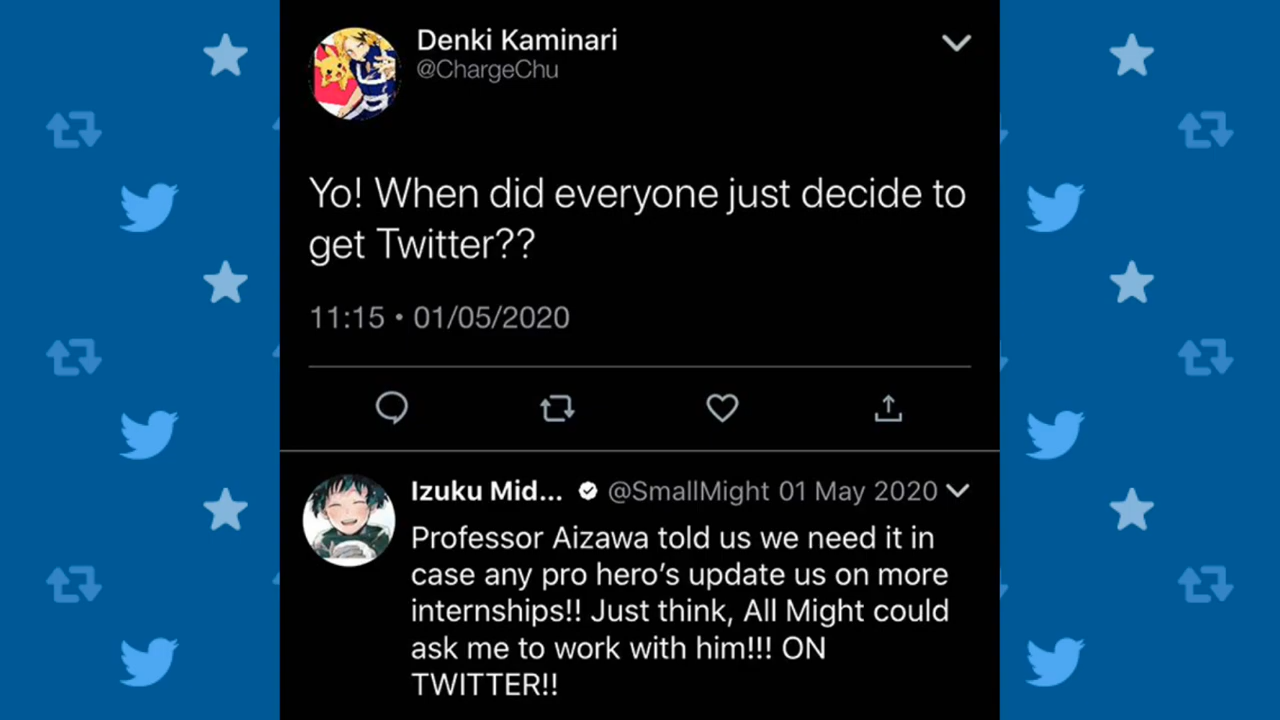 Denki Kaminari
@ChargeChu
Yo! When did everyone just decide to
get Twitter??
11:15 • 01/05/2020
Izuku Mid... @SmallMight 01 May 2020
Professor Aizawa told us we need it in
case any pro hero’s update us on more
internships!! Just think, All Might could
ask me to work with him!!! ON
TWITTER!!